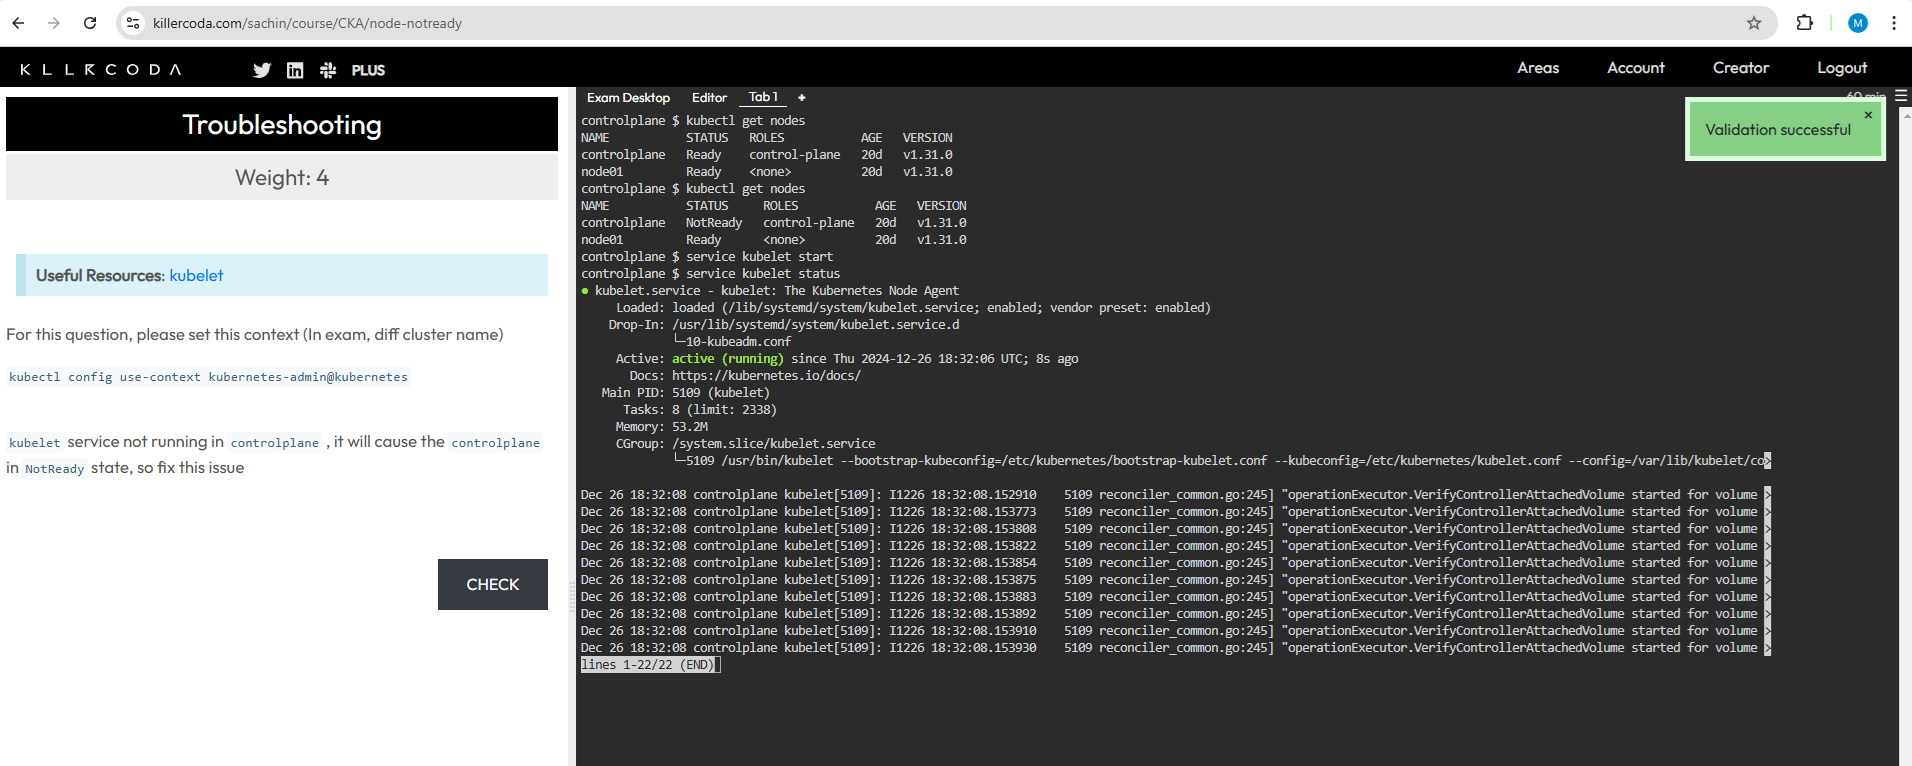 killercoda.com/sachin/course/CKA/node-notready
M
KLLRCODA
PLUS
Areas
Account
Creator
Logout
Troubleshooting
Weight: 4
Useful Resources: kubelet
For this question, please set this context (In exam, diff cluster name)
kubectl config use-context kubernetes-admin@kubernetes
kubelet service not running in controlplane , it will cause the controlplane
in NotReady state, so fix this issue
CHECK
Exam Desktop Editor Tab 1 +
60 min
Validation successful
×
controlplane $ kubectl get nodes
NAME STATUS ROLES AGE VERSION
controlplane Ready control-plane 20d v1.31.0
node01 Ready <none> 20d v1.31.0
controlplane $ kubectl get nodes
NAME STATUS ROLES AGE VERSION
controlplane NotReady control-plane 20d v1.31.0
node01 Ready <none> 20d v1.31.0
controlplane $ service kubelet start
controlplane $ service kubelet status
● kubelet.service - kubelet: The Kubernetes Node Agent
Loaded: loaded (/lib/systemd/system/kubelet.service; enabled; vendor preset: enabled)
Drop-In: /usr/lib/systemd/system/kubelet.service.d
└─10-kubeadm.conf
Active: active (running) since Thu 2024-12-26 18:32:06 UTC; 8s ago
Docs: https://kubernetes.io/docs/
Main PID: 5109 (kubelet)
Tasks: 8 (limit: 2338)
Memory: 53.2M
CGroup: /system.slice/kubelet.service
└─5109 /usr/bin/kubelet --bootstrap-kubeconfig=/etc/kubernetes/bootstrap-kubelet.conf --kubeconfig=/etc/kubernetes/kubelet.conf --config=/var/lib/kubelet/co>
Dec 26 18:32:08 controlplane kubelet[5109]: I1226 18:32:08.152910 5109 reconciler_common.go:245] "operationExecutor.VerifyControllerAttachedVolume started for volume >
Dec 26 18:32:08 controlplane kubelet[5109]: I1226 18:32:08.153773 5109 reconciler_common.go:245] "operationExecutor.VerifyControllerAttachedVolume started for volume >
Dec 26 18:32:08 controlplane kubelet[5109]: I1226 18:32:08.153808 5109 reconciler_common.go:245] "operationExecutor.VerifyControllerAttachedVolume started for volume >
Dec 26 18:32:08 controlplane kubelet[5109]: I1226 18:32:08.153822 5109 reconciler_common.go:245] "operationExecutor.VerifyControllerAttachedVolume started for volume >
Dec 26 18:32:08 controlplane kubelet[5109]: I1226 18:32:08.153854 5109 reconciler_common.go:245] "operationExecutor.VerifyControllerAttachedVolume started for volume >
Dec 26 18:32:08 controlplane kubelet[5109]: I1226 18:32:08.153875 5109 reconciler_common.go:245] "operationExecutor.VerifyControllerAttachedVolume started for volume >
Dec 26 18:32:08 controlplane kubelet[5109]: I1226 18:32:08.153883 5109 reconciler_common.go:245] "operationExecutor.VerifyControllerAttachedVolume started for volume >
Dec 26 18:32:08 controlplane kubelet[5109]: I1226 18:32:08.153892 5109 reconciler_common.go:245] "operationExecutor.VerifyControllerAttachedVolume started for volume >
Dec 26 18:32:08 controlplane kubelet[5109]: I1226 18:32:08.153910 5109 reconciler_common.go:245] "operationExecutor.VerifyControllerAttachedVolume started for volume >
Dec 26 18:32:08 controlplane kubelet[5109]: I1226 18:32:08.153930 5109 reconciler_common.go:245] "operationExecutor.VerifyControllerAttachedVolume started for volume >
lines 1-22/22 (END)